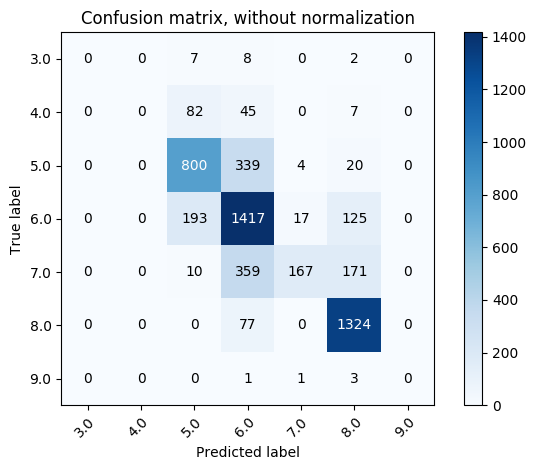 Confusion matrix, without normalization
3.0 0 0 7 8 0 2 0
4.0 0 0 82 45 0 7 0
5.0 0 0 800 339 4 20 0
6.0 0 0 193 1417 17 125 0
7.0 0 0 10 359 167 171 0
8.0 0 0 0 77 0 1324 0
9.0 0 0 0 1 1 3 0
3.0 4.0 5.0 6.0 7.0 8.0 9.0
True label
Predicted label
1400
1200
1000
800
600
400
200
0